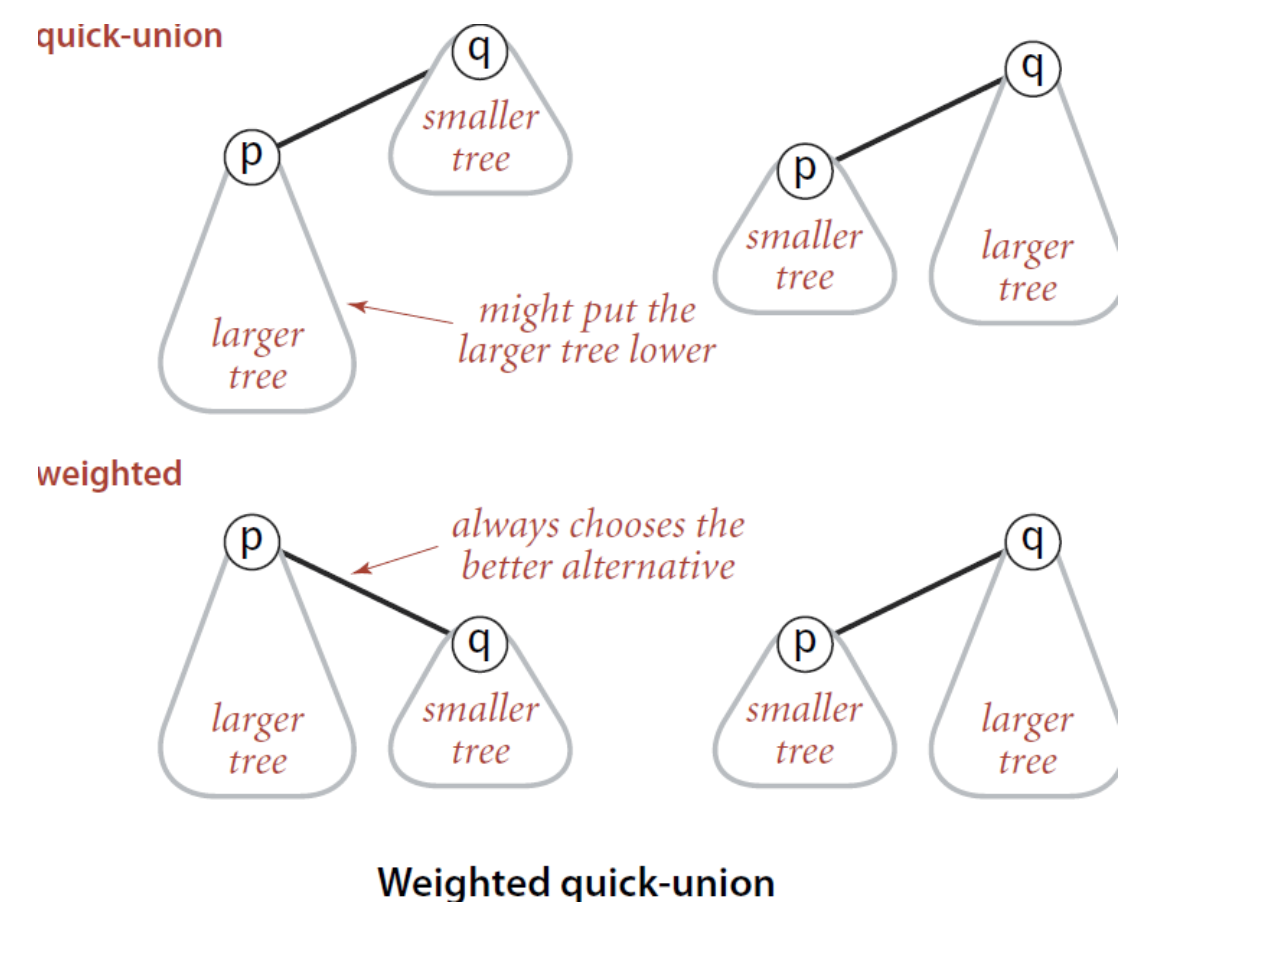 quick-union
q
smaller
tree
p
larger
tree
might put the
larger tree lower
q
p
smaller
tree
larger
tree
weighted
p
larger
tree
always chooses the
better alternative
q
smaller
tree
q
p
smaller
tree
larger
tree
Weighted quick-union